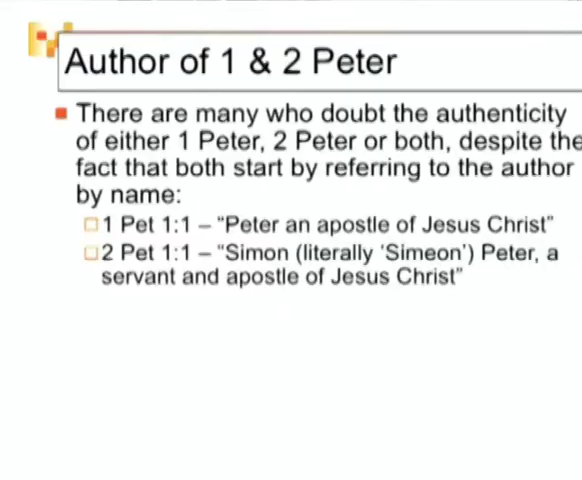 Author of 1 & 2 Peter
There are many who doubt the authenticity
of either 1 Peter, 2 Peter or both, despite the
fact that both start by referring to the author
by name:
1 Pet 1:1 – “Peter an apostle of Jesus Christ”
2 Pet 1:1 – “Simon (literally ‘Simeon’) Peter, a
servant and apostle of Jesus Christ”